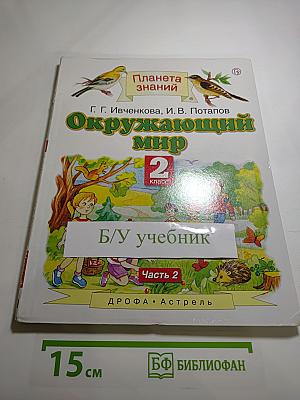 Планета
знаний
Г. Г. Ивченкова, И. В. Потапов
Окружающий
мир
2
класс
Б/У учебник
Часть 2
ДРОФА • Астрель
15 см
БФ БИБЛИОФАН